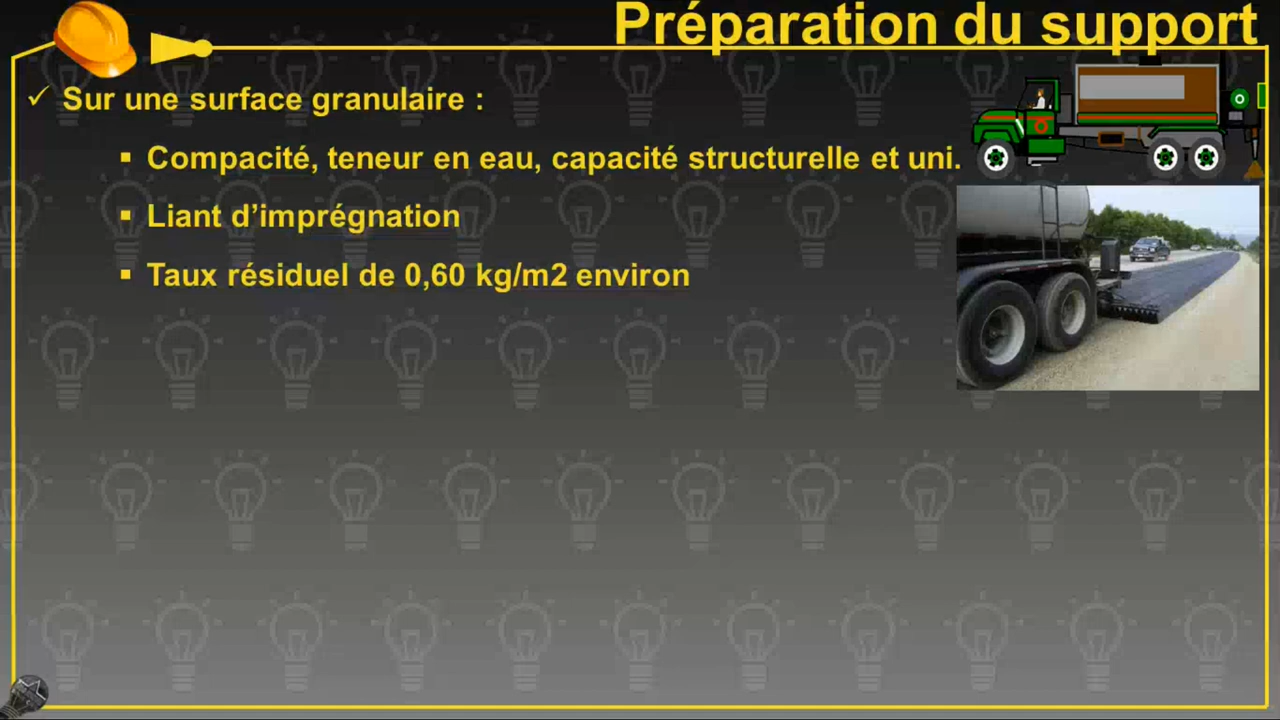 Préparation du support
✓ Sur une surface granulaire :
▪ Compacité, teneur en eau, capacité structurelle et uni.
▪ Liant d’imprégnation
▪ Taux résiduel de 0,60 kg/m2 environ